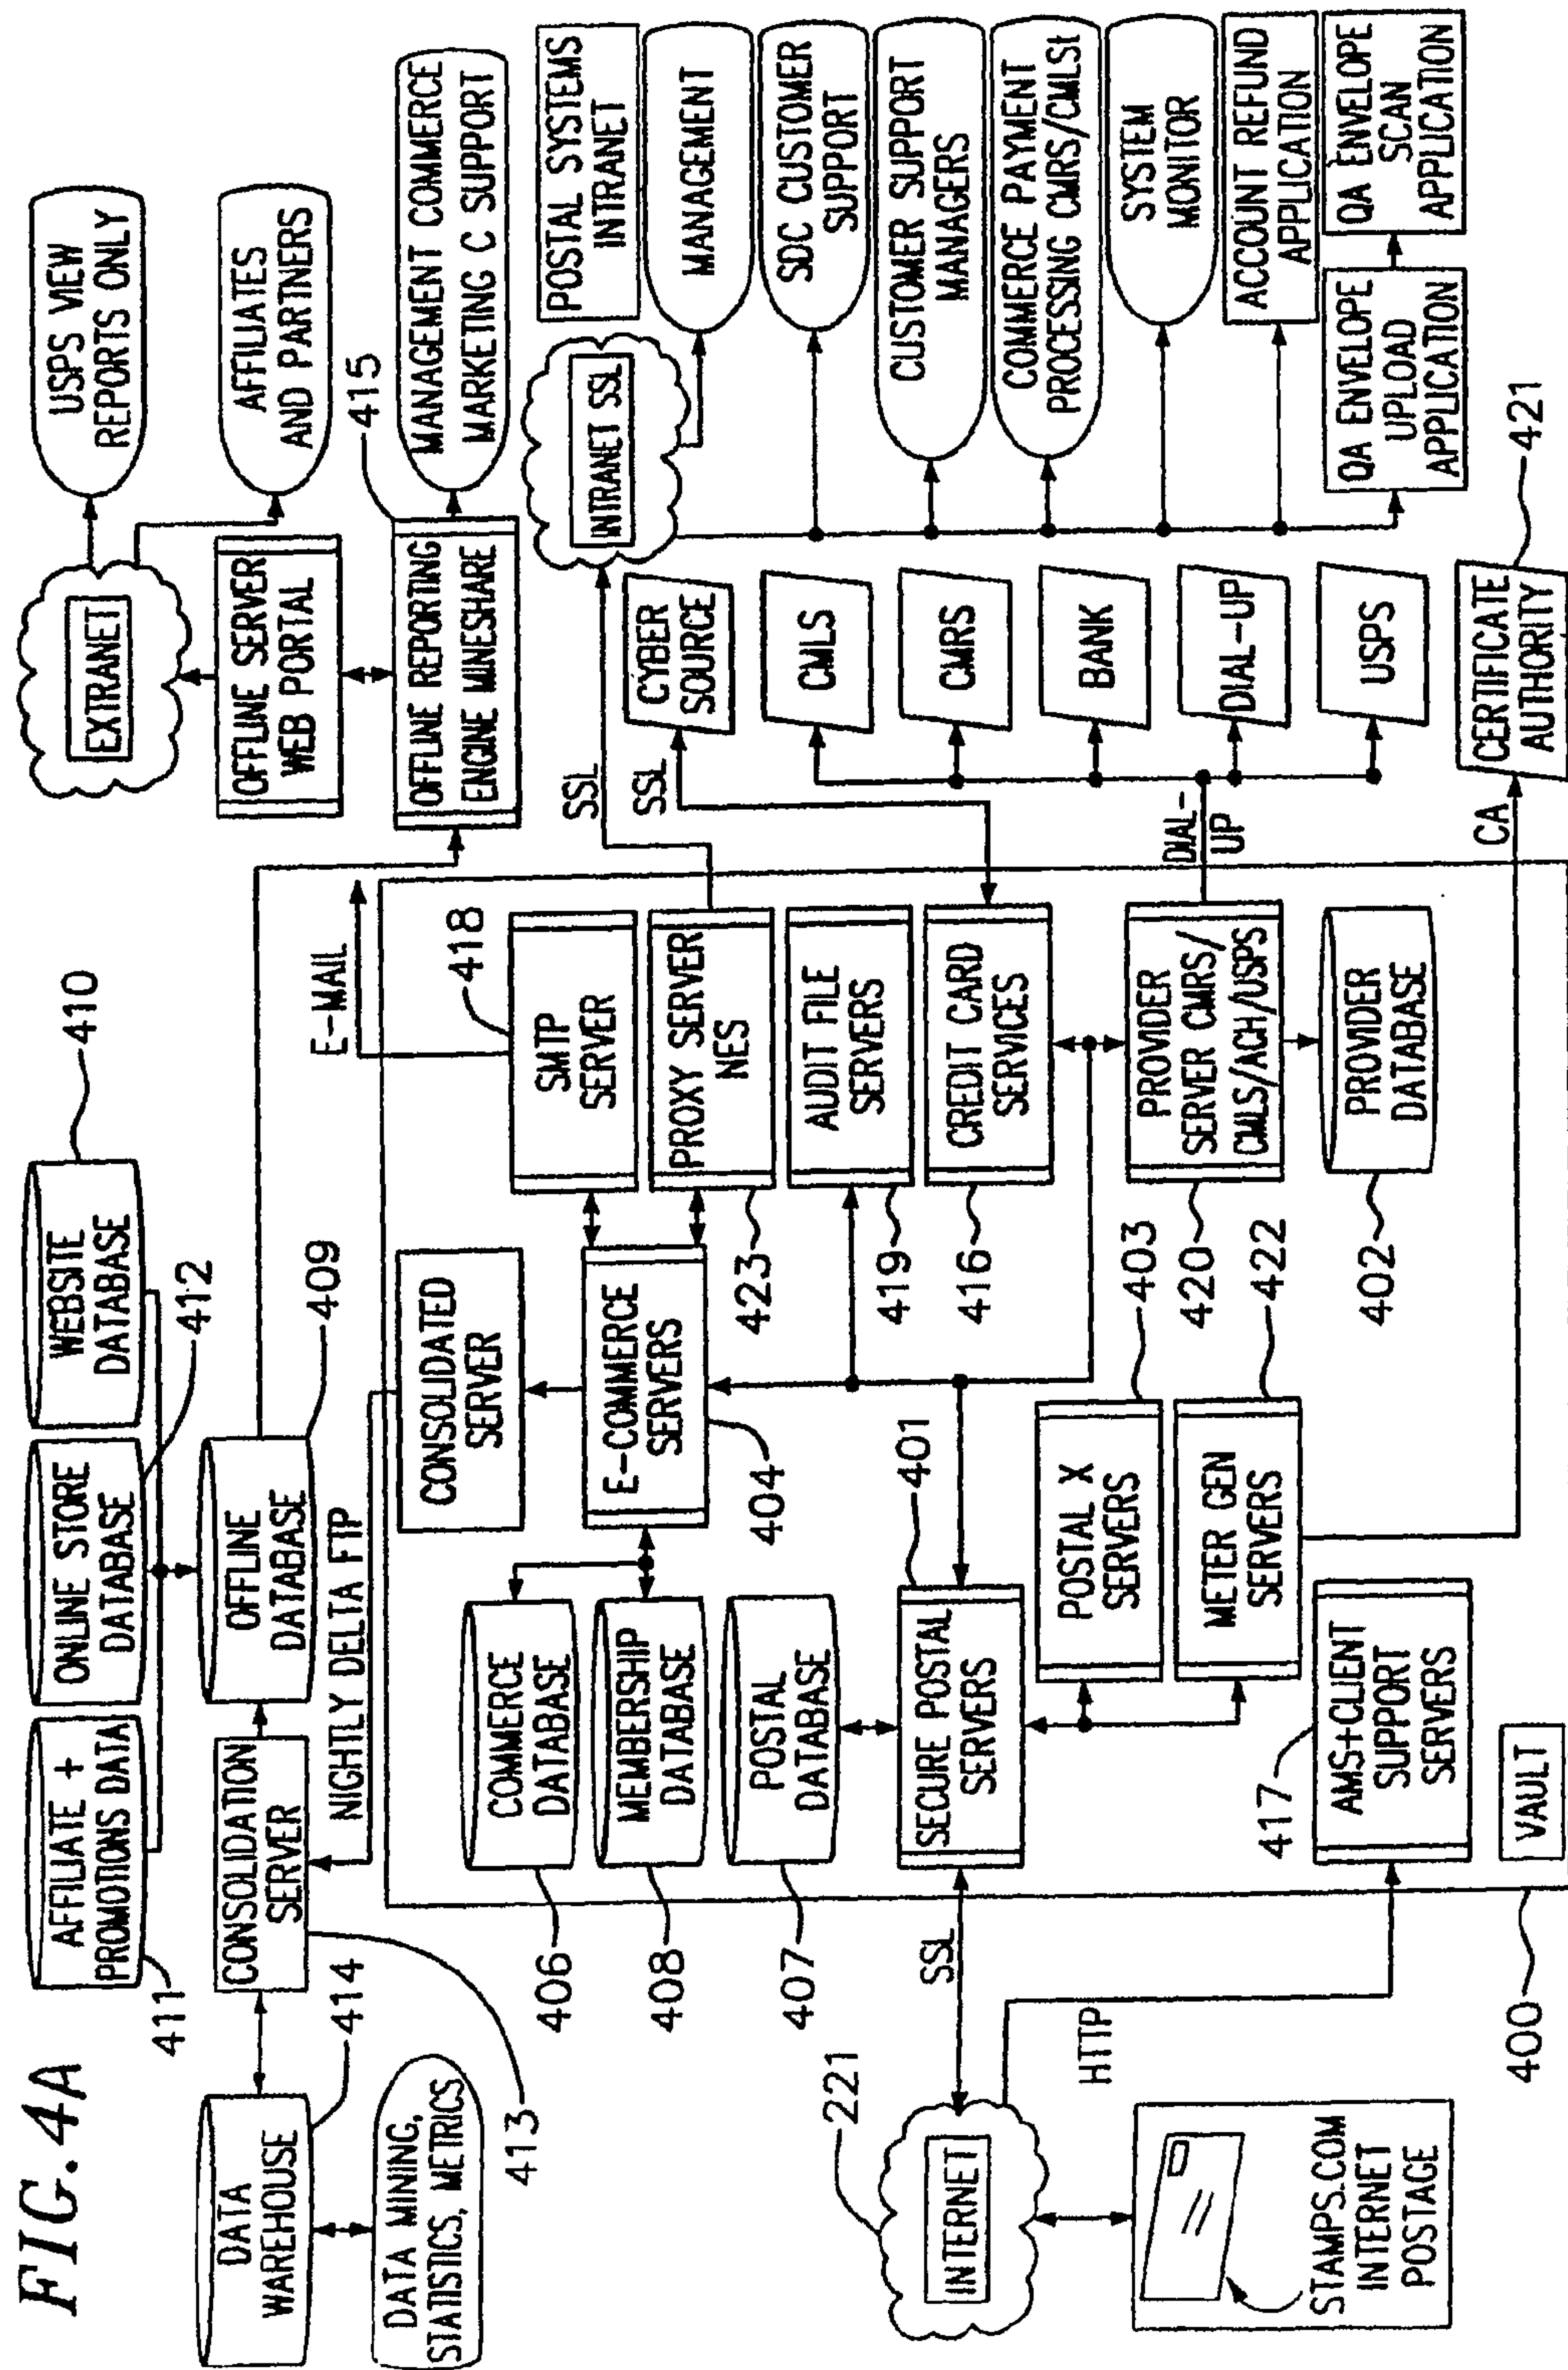 FIG. 4A
AFFILIATE +
PROMOTIONS DATA
411
ONLINE STORE
DATABASE
412
WEBSITE
DATABASE
410
DATA
WAREHOUSE
414
CONSOLIDATION
SERVER
413
OFFLINE
DATABASE
409
DATA MINING,
STATISTICS, METRICS
NIGHTLY DELTA FTP
E-MAIL
EXTRANET
USPS VIEW
REPORTS ONLY
OFFLINE SERVER
WEB PORTAL
AFFILIATES
AND PARTNERS
415
OFFLINE REPORTING
ENGINE MINESHARE
MANAGEMENT COMMERCE
MARKETING C SUPPORT
CONSOLIDATED
SERVER
COMMERCE
DATABASE
406
MEMBERSHIP
DATABASE
408
POSTAL
DATABASE
407
E-COMMERCE
SERVERS
404
SMTP
SERVER
418
PROXY SERVER
NES
423
AUDIT FILE
SERVERS
419
CREDIT CARD
SERVICES
416
PROVIDER
SERVER CMRS/
CMLS/ACH/USPS
420
PROVIDER
DATABASE
402
SECURE POSTAL
SERVERS
401
POSTAL X
SERVERS
403
METER GEN
SERVERS
422
AMS+CLIENT
SUPPORT
SERVERS
417
VAULT
400
INTERNET
221
SSL
HTTP
STAMPS.COM
INTERNET
POSTAGE
SSL
SSL
DIAL-
UP
CA
CYBER
SOURCE
CMLS
CMRS
BANK
DIAL-UP
USPS
CERTIFICATE
AUTHORITY
421
INTRANET SSL
POSTAL SYSTEMS
INTRANET
MANAGEMENT
SDC CUSTOMER
SUPPORT
CUSTOMER SUPPORT
MANAGERS
COMMERCE PAYMENT
PROCESSING CMRS/CMLSt
SYSTEM
MONITOR
ACCOUNT REFUND
APPLICATION
QA ENVELOPE
UPLOAD
APPLICATION
QA ENVELOPE
SCAN
APPLICATION